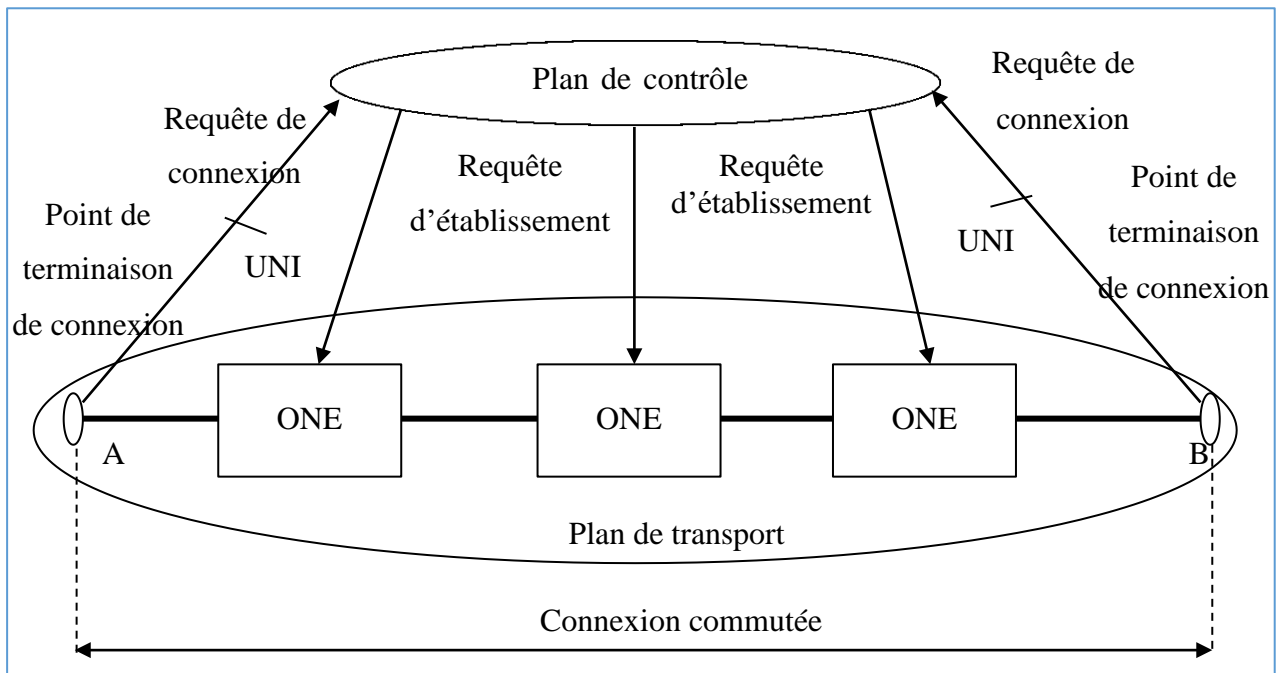 Plan de contrôle
Requête de
connexion
Requête de
connexion
Point de
terminaison
de connexion
UNI
Requête
d’établissement
Requête
d’établissement
UNI
Point de
terminaison
de connexion
ONE
ONE
ONE
A
B
Plan de transport
Connexion commutée